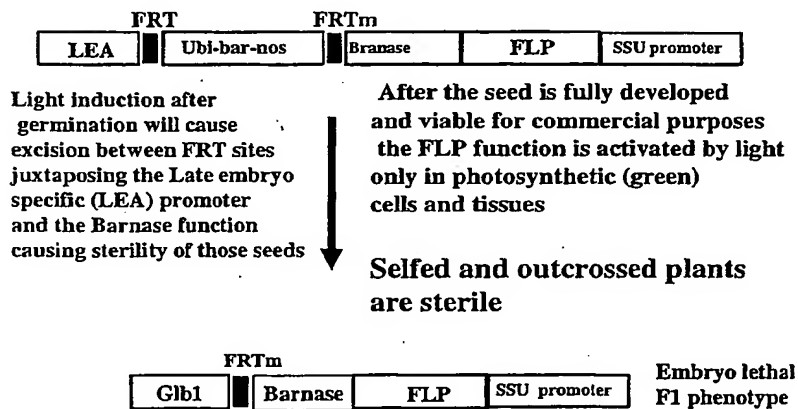 FRT FRTm
LEA Ubi-bar-nos Branase FLP SSU promoter
Light induction after
germination will cause
excision between FRT sites
juxtaposing the Late embryo
specific (LEA) promoter
and the Barnase function
causing sterility of those seeds
After the seed is fully developed
and viable for commercial purposes
the FLP function is activated by light
only in photosynthetic (green)
cells and tissues
Selfed and outcrossed plants
are sterile
FRTm
Glb1 Barnase FLP SSU promoter
Embryo lethal
F1 phenotype